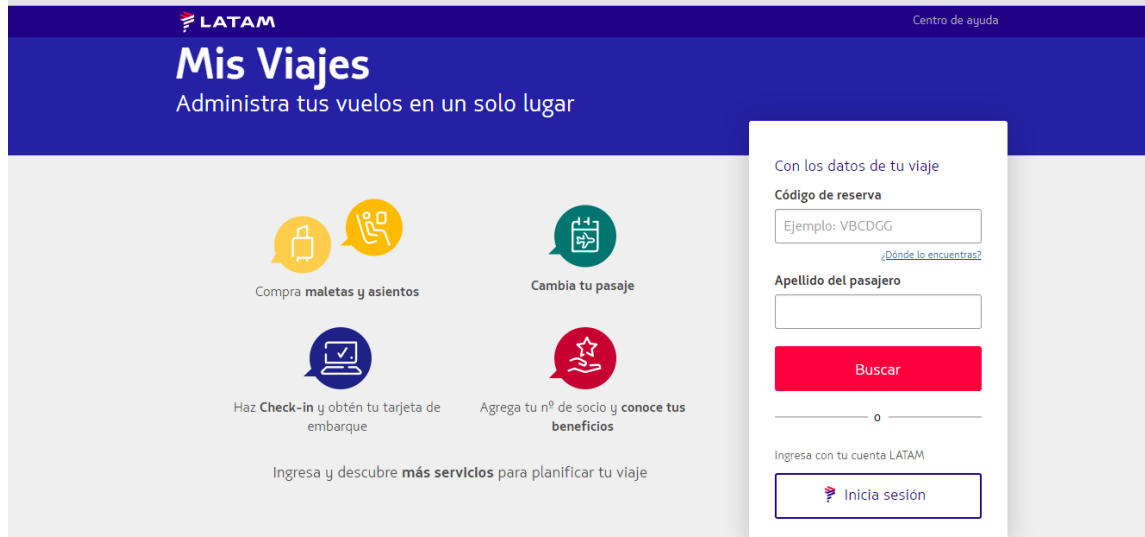 LATAM
Centro de ayuda
Mis Viajes
Administra tus vuelos en un solo lugar
Compra maletas y asientos
Cambia tu pasaje
Haz Check-in y obtén tu tarjeta de
embarque
Agrega tu nº de socio y conoce tus
beneficios
Ingresa y descubre más servicios para planificar tu viaje
Con los datos de tu viaje
Código de reserva
Ejemplo: VBCDGG
¿Dónde lo encuentras?
Apellido del pasajero
Buscar
o
Ingresa con tu cuenta LATAM
Inicia sesión